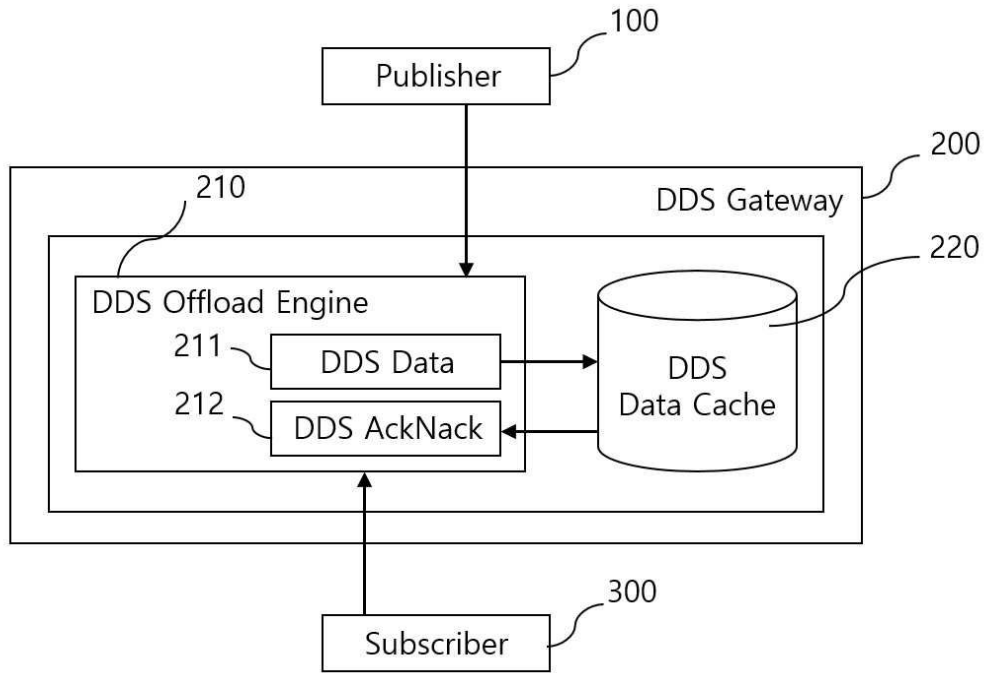 100
Publisher
200
210
DDS Gateway
220
DDS Offload Engine
211
DDS Data
DDS
Data Cache
212
DDS AckNack
300
Subscriber